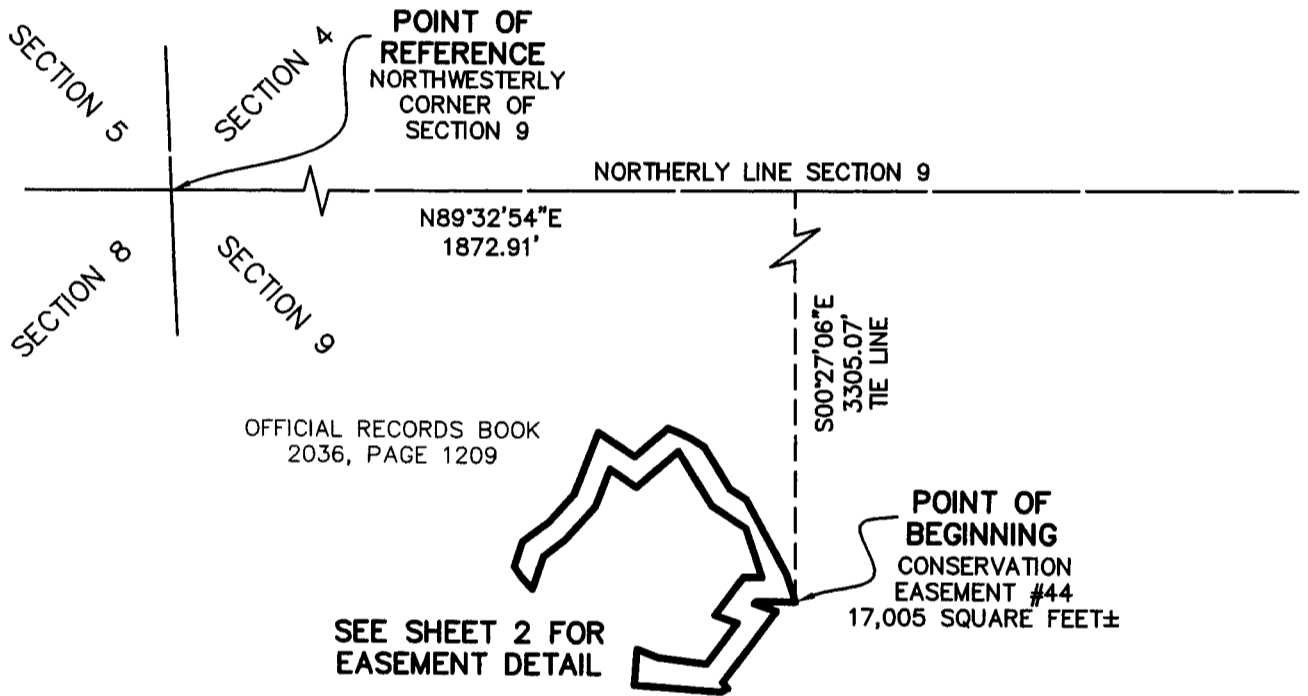 SECTION 5
SECTION 4
POINT OF
REFERENCE
NORTHWESTERLY
CORNER OF
SECTION 9
NORTHERLY LINE SECTION 9
N89°32'54"E
1872.91'
SECTION 8
SECTION 9
S00°27'06"E
3305.07'
TIE LINE
OFFICIAL RECORDS BOOK
2036, PAGE 1209
POINT OF
BEGINNING
CONSERVATION
EASEMENT #44
17,005 SQUARE FEET±
SEE SHEET 2 FOR
EASEMENT DETAIL